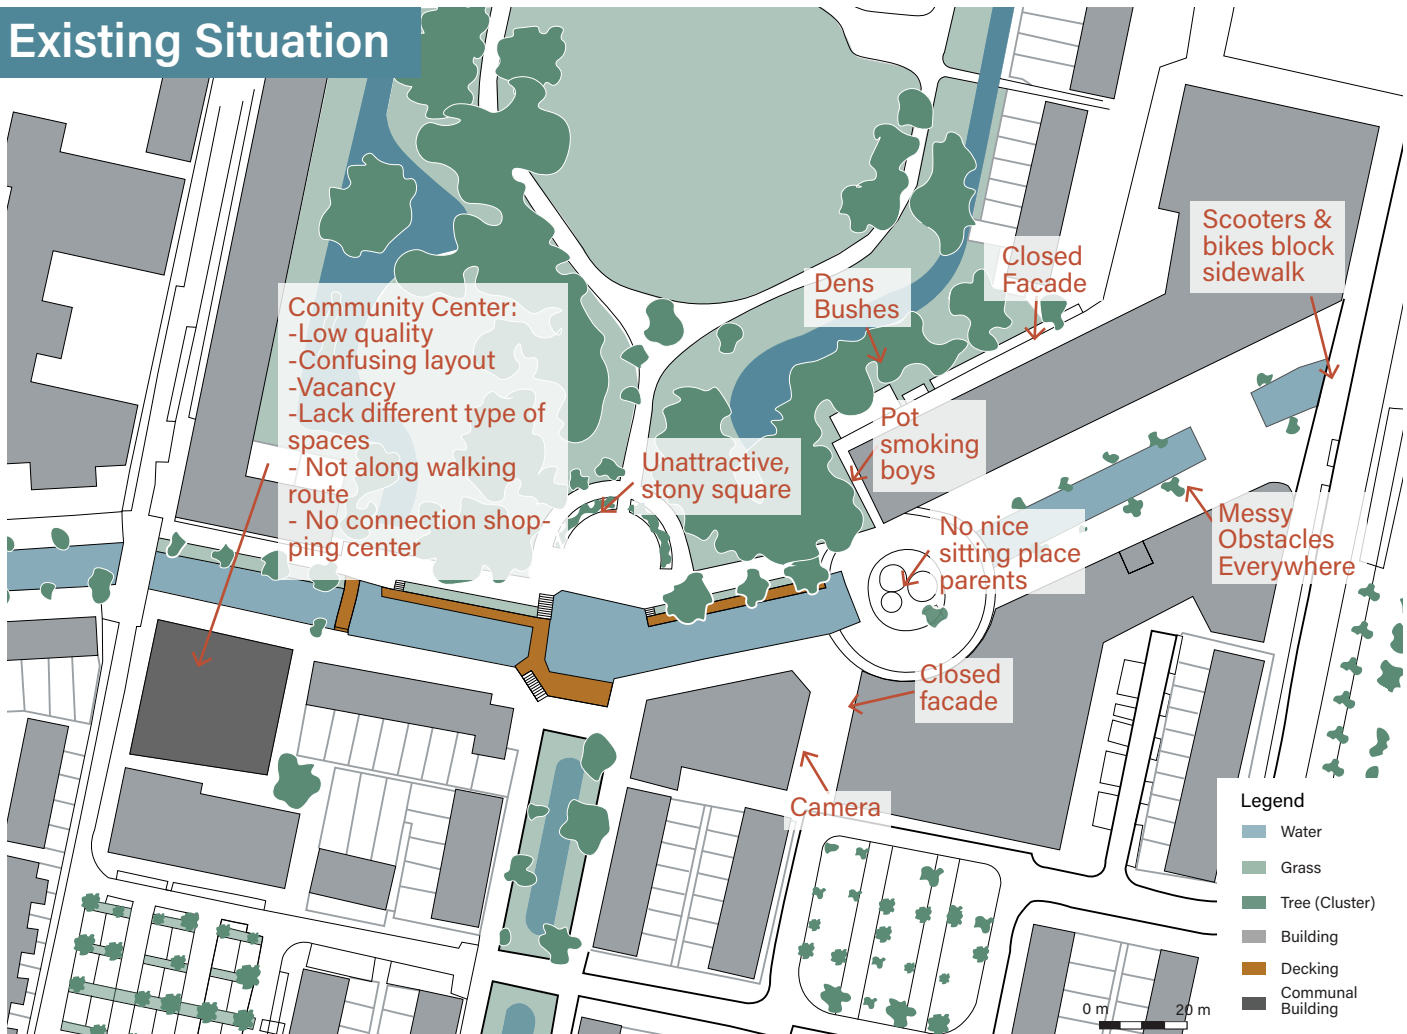 Existing Situation
Community Center:
-Low quality
-Confusing layout
-Vacancy
-Lack different type of
spaces
- Not along walking
route
- No connection shop-
ping center
Unattractive,
stony square
Dens
Bushes
Closed
Facade
Scooters &
bikes block
sidewalk
Pot
smoking
boys
No nice
sitting place
parents
Messy
Obstacles
Everywhere
Closed
facade
Camera
Legend
Water
Grass
Tree (Cluster)
Building
Decking
Communal
Building
0 m 20 m